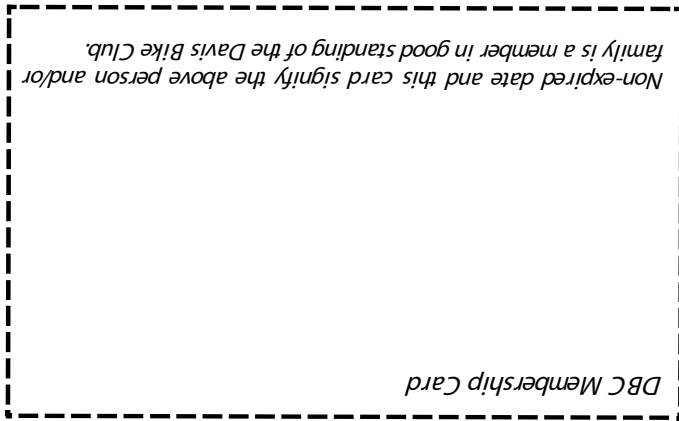 DBC Membership Card
Non-expired date and this card signify the above person and/or
family is a member in good standing of the Davis Bike Club.